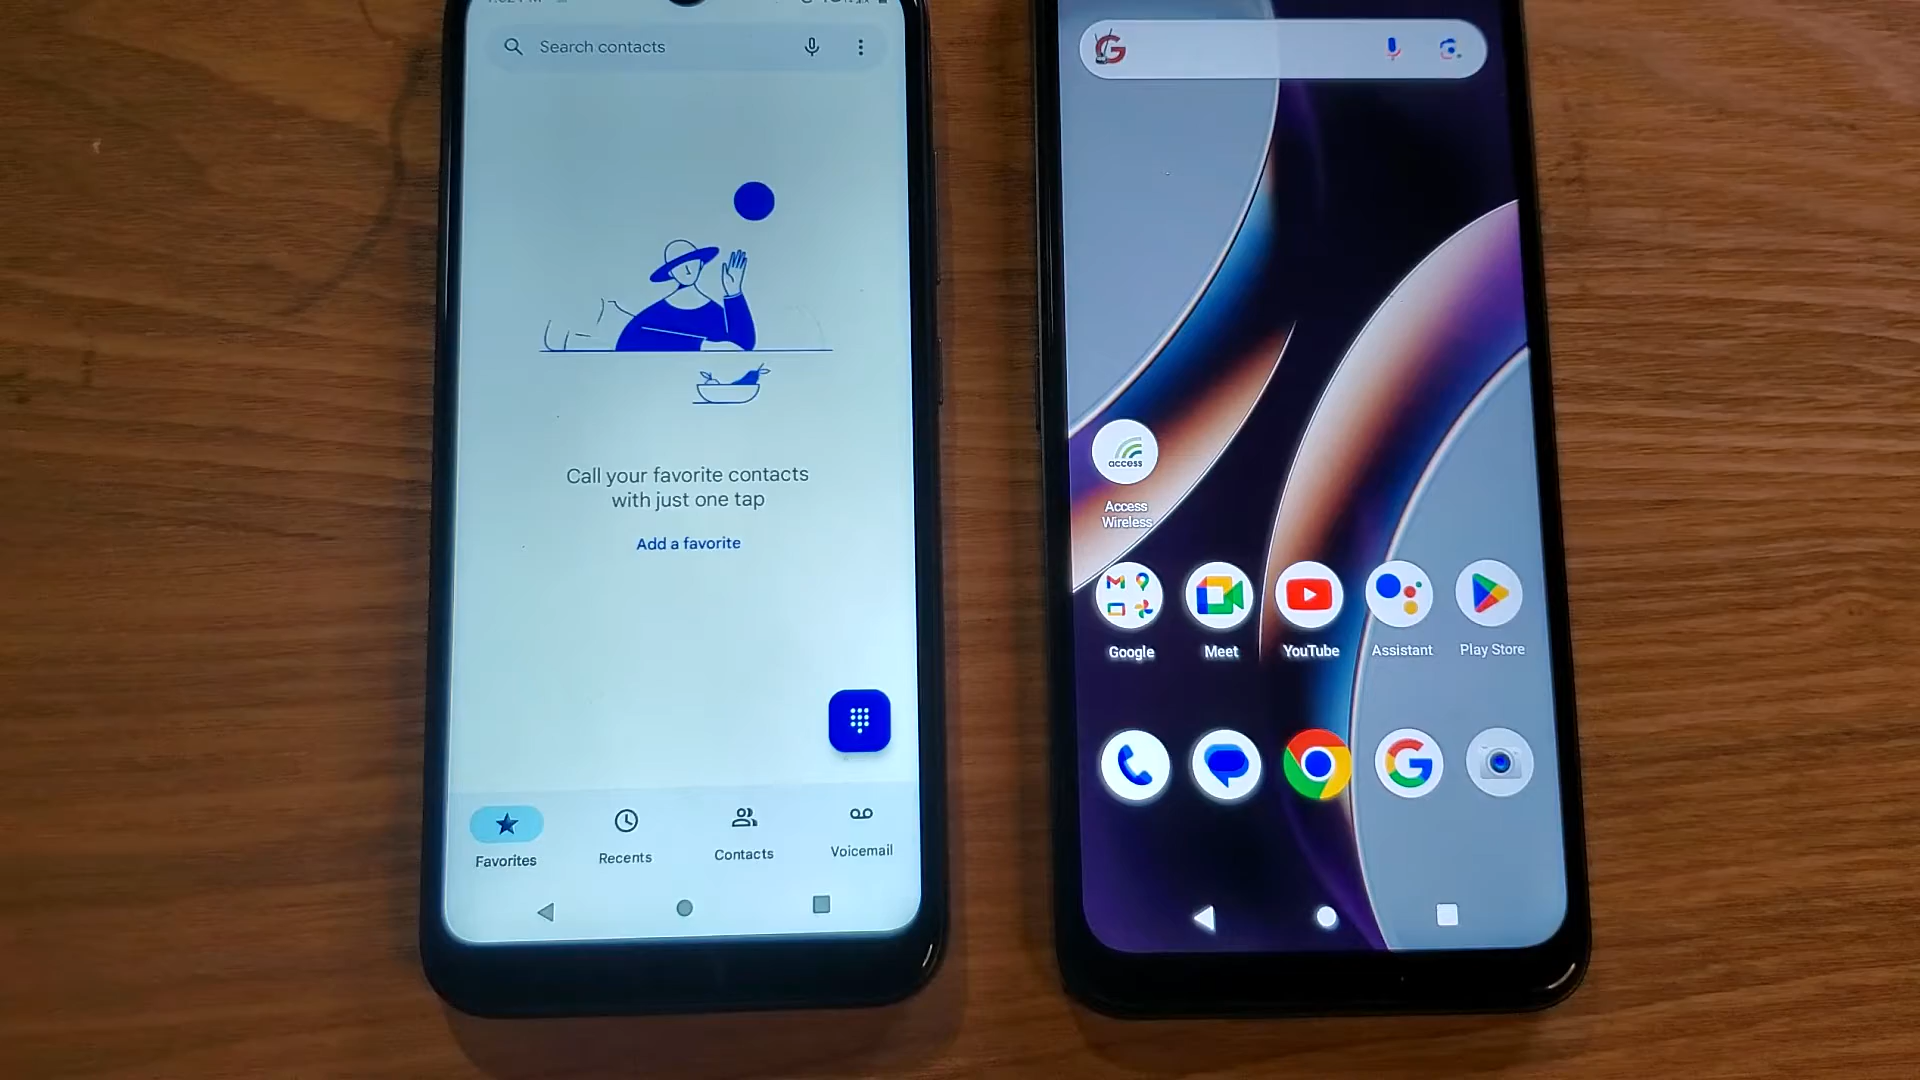 Search contacts
Call your favorite contacts
with just one tap
Add a favorite
Favorites
Recents
Contacts
Voicemail
G
access
Access
Wireless
Google
Meet
YouTube
Assistant
Play Store
G